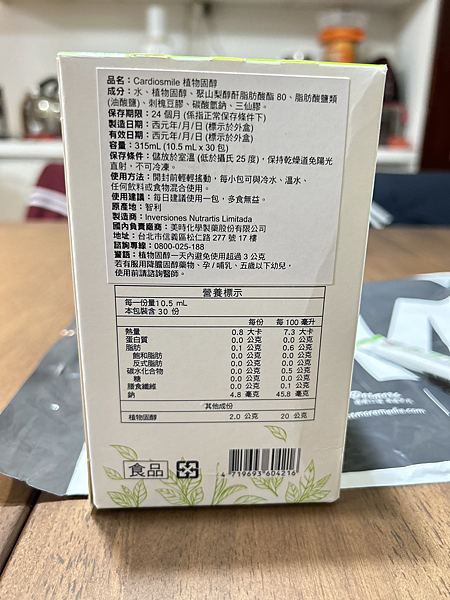 品名：Cardiosmile 植物固醇
成分：水、植物固醇、聚山梨醇酐脂肪酸酯 80、脂肪酸鹽類
(油酸鹽)、刺槐豆膠、碳酸氫鈉、三仙膠。
保存期限：24 個月 (係指正常保存條件下)
製造日期：西元年/月/日 (標示於外盒)
有效日期：西元年/月/日 (標示於外盒)
容量：315mL (10.5 mL x 30 包)
保存條件：儲放於室溫 (低於攝氏 25 度)，保持乾燥避免陽光
直射，不可冷凍。
使用方法：開封前輕輕搖動，每小包可與冷水、溫水、
任何飲料或食物混合使用。
使用建議：每日建議使用一包，多食無益。
原產地：智利
製造商：Inversiones Nutrartis Limitada
國內負責廠商：美時化學製藥股份有限公司
地址：台北市信義區松仁路 277 號 17 樓
諮詢專線：0800-025-188
警語：植物固醇一天內避免使用超過 3 公克
若有服用降膽固醇藥物、孕/哺乳、五歲以下幼兒，
使用前請諮詢醫師。
營養標示
每一份量10.5 mL
本包裝含 30 份
每份 每 100 毫升
熱量 0.8 大卡 7.3 大卡
蛋白質 0.0 公克 0.0 公克
脂肪 0.1 公克 0.6 公克
飽和脂肪 0.0 公克 0.0 公克
反式脂肪 0.0 公克 0.0 公克
碳水化合物 0.0 公克 0.5 公克
糖 0.0 公克 0.0 公克
膳食纖維 0.0 公克 0.1 公克
鈉 4.8 毫克 45.8 毫克
其他成份
植物固醇 2.0 公克 20 公克
食品
4 719693 604216